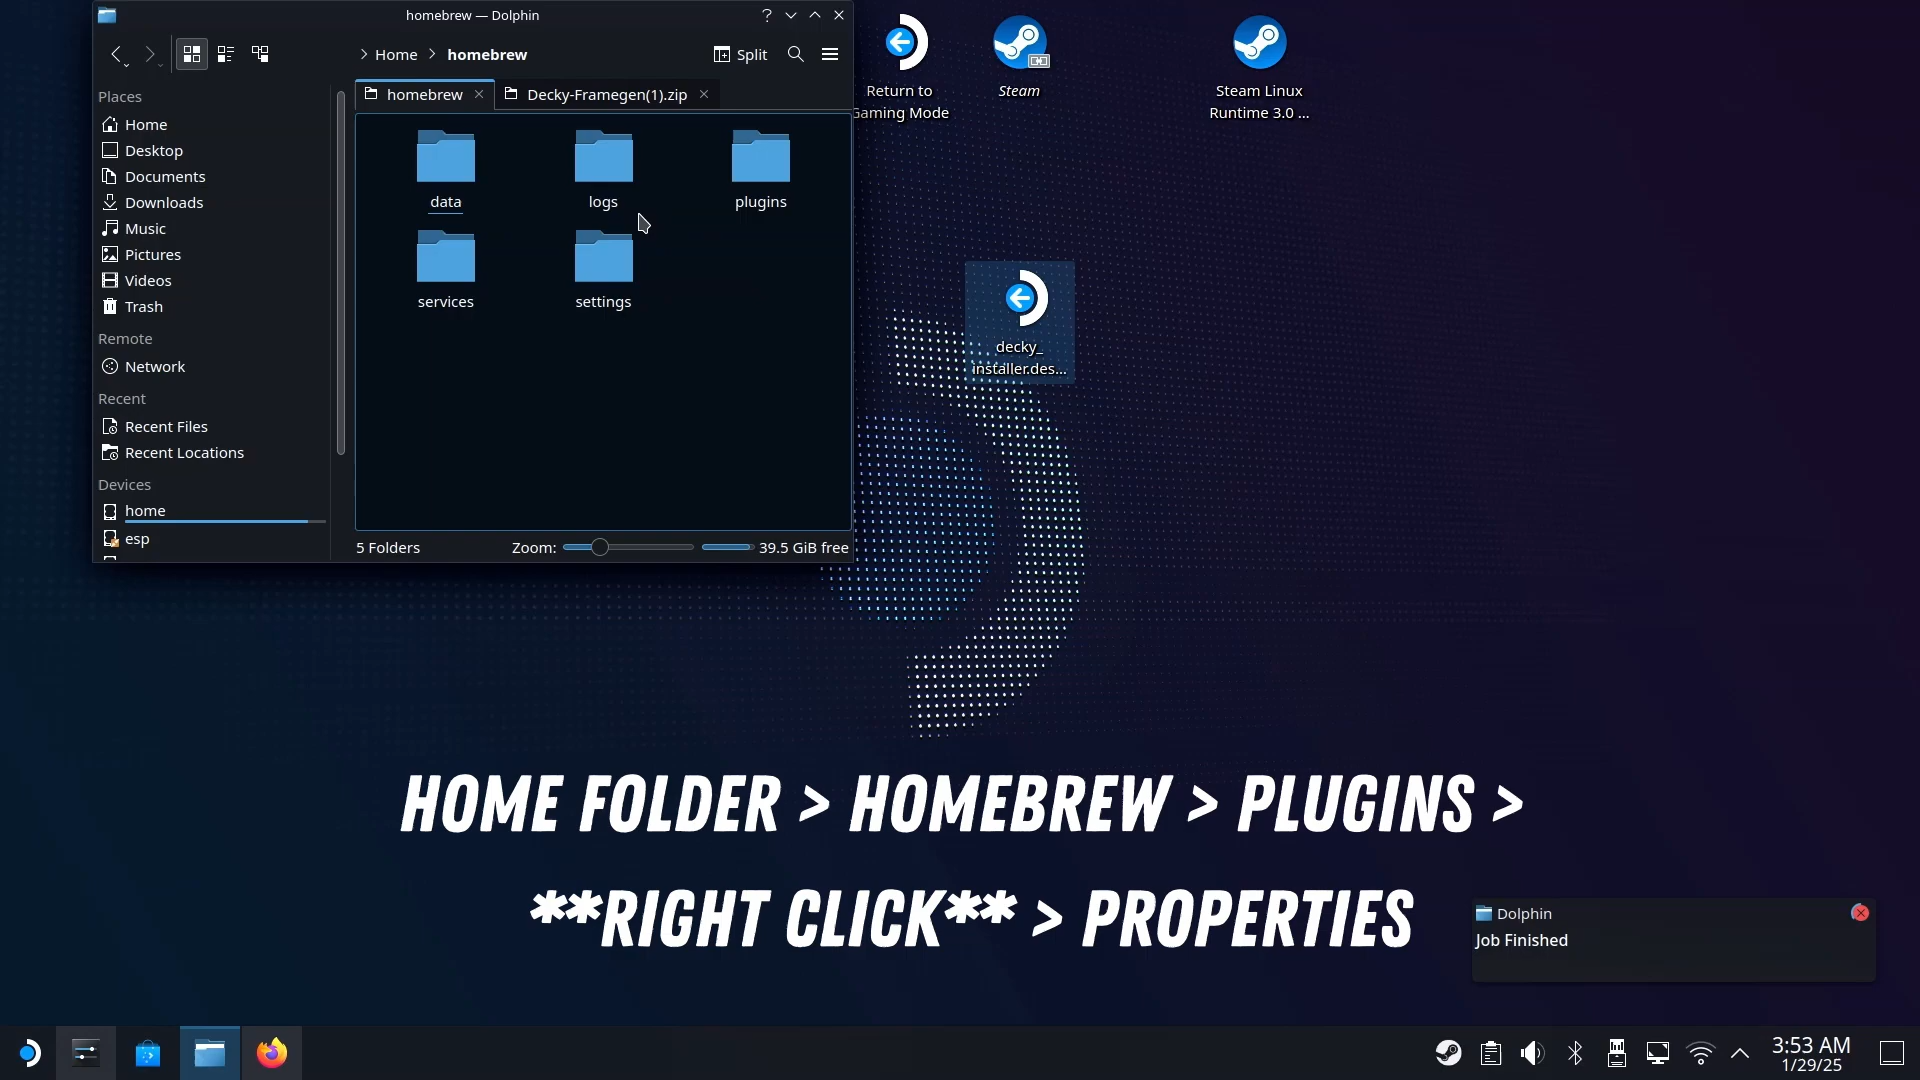 homebrew — Dolphin
Home
homebrew
Split
homebrew
Decky-Framegen(1).zip
Places
Home
Desktop
Documents
Downloads
Music
Pictures
Videos
Trash
Remote
Network
Recent
Recent Files
Recent Locations
Devices
home
esp
data
logs
plugins
services
settings
5 Folders
Zoom:
39.5 GiB free
Return to
Gaming Mode
Steam
Steam Linux
Runtime 3.0 ...
decky_
installer.des...
HOME FOLDER > HOMEBREW > PLUGINS >
**RIGHT CLICK** > PROPERTIES
Dolphin
Job Finished
3:53 AM
1/29/25